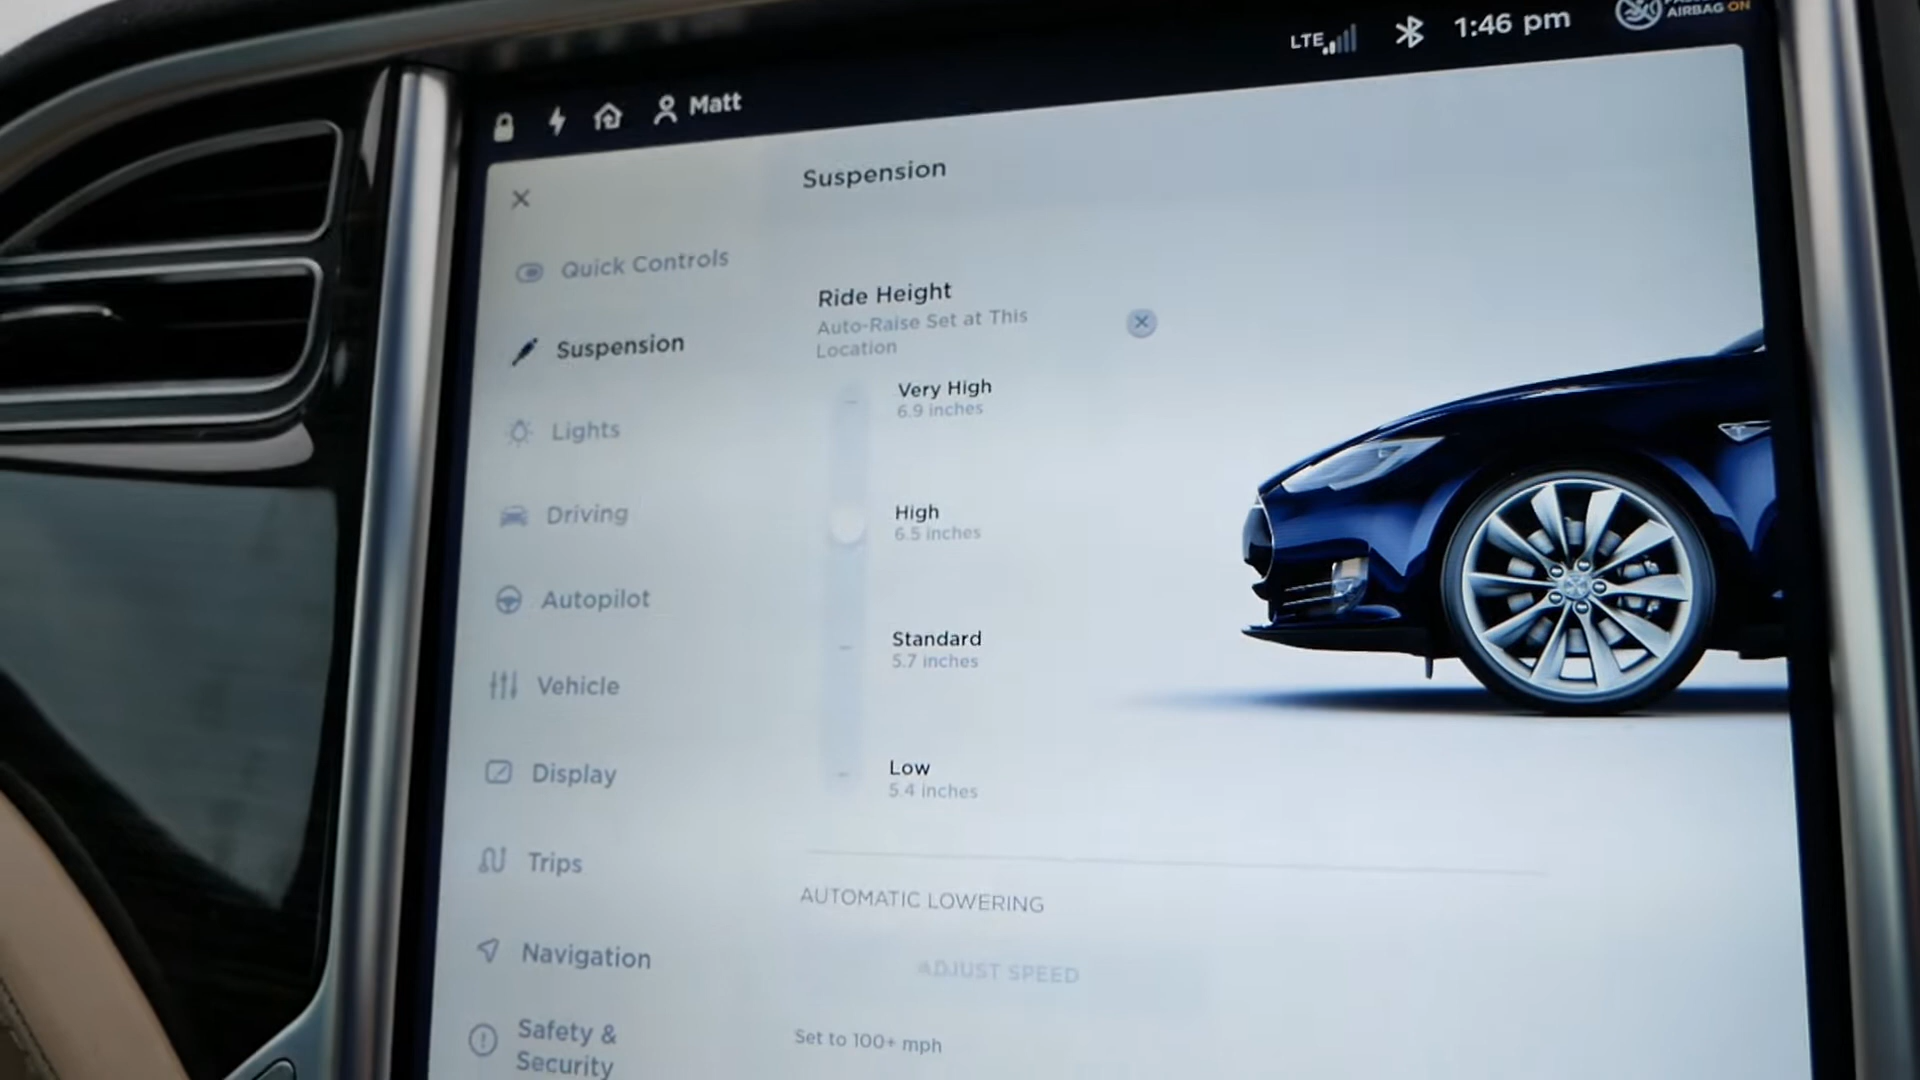 LTE
1:46 pm
AIRBAG ON
Matt
Suspension
Quick Controls
Suspension
Lights
Driving
Autopilot
Vehicle
Display
Trips
Navigation
Safety &
Security
Ride Height
Auto-Raise Set at This
Location
Very High
6.9 inches
High
6.5 inches
Standard
5.7 inches
Low
5.4 inches
AUTOMATIC LOWERING
ADJUST SPEED
Set to 100+ mph